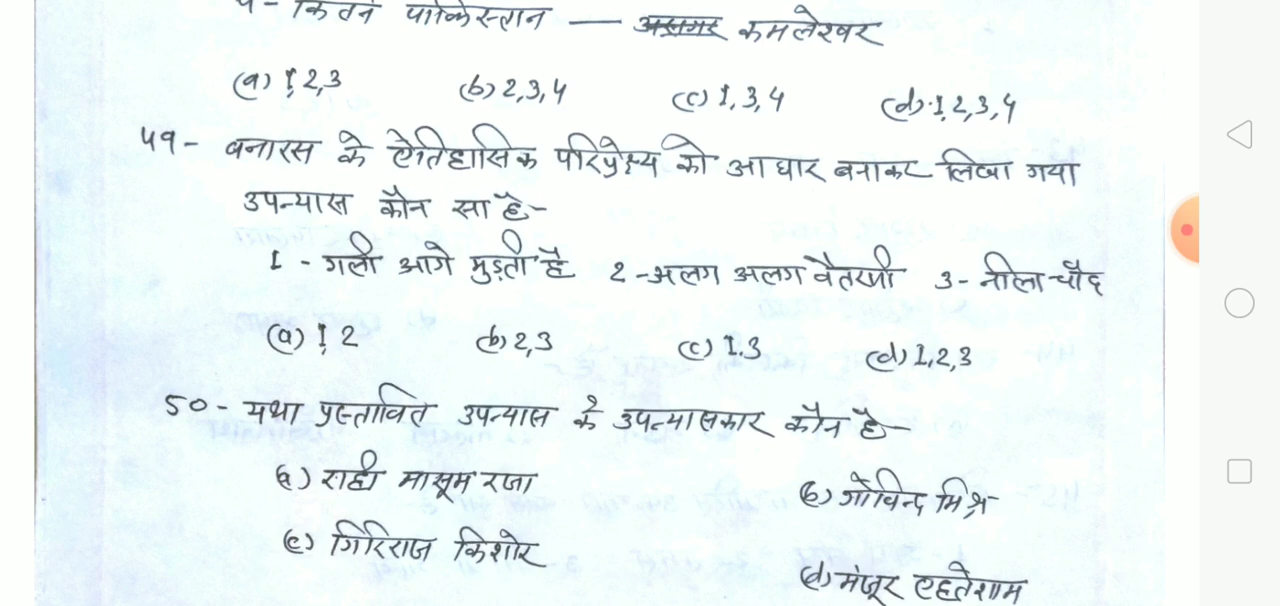 4- कितने पाकिस्तान — कमलेश्वर
(a) 1,2,3 (b) 2,3,4 (c) 1,3,4 (d) 1,2,3,4
49- बनारस के ऐतिहासिक परिप्रेक्ष्य को आधार बनाकर लिखा गया
उपन्यास कौन सा है-
1 - गली आगे मुड़ती है 2-अलग अलग वैतरणी 3- नीला-चाँद
(a) 1,2 (b) 2,3 (c) 1.3 (d) 1,2,3
50- यथा प्रस्तावित उपन्यास के उपन्यासकार कौन है-
(a) राही मासूम रजा (b) गोविन्द मिश्र
(c) गिरिराज किशोर
(d) मंजूर एहतेशाम